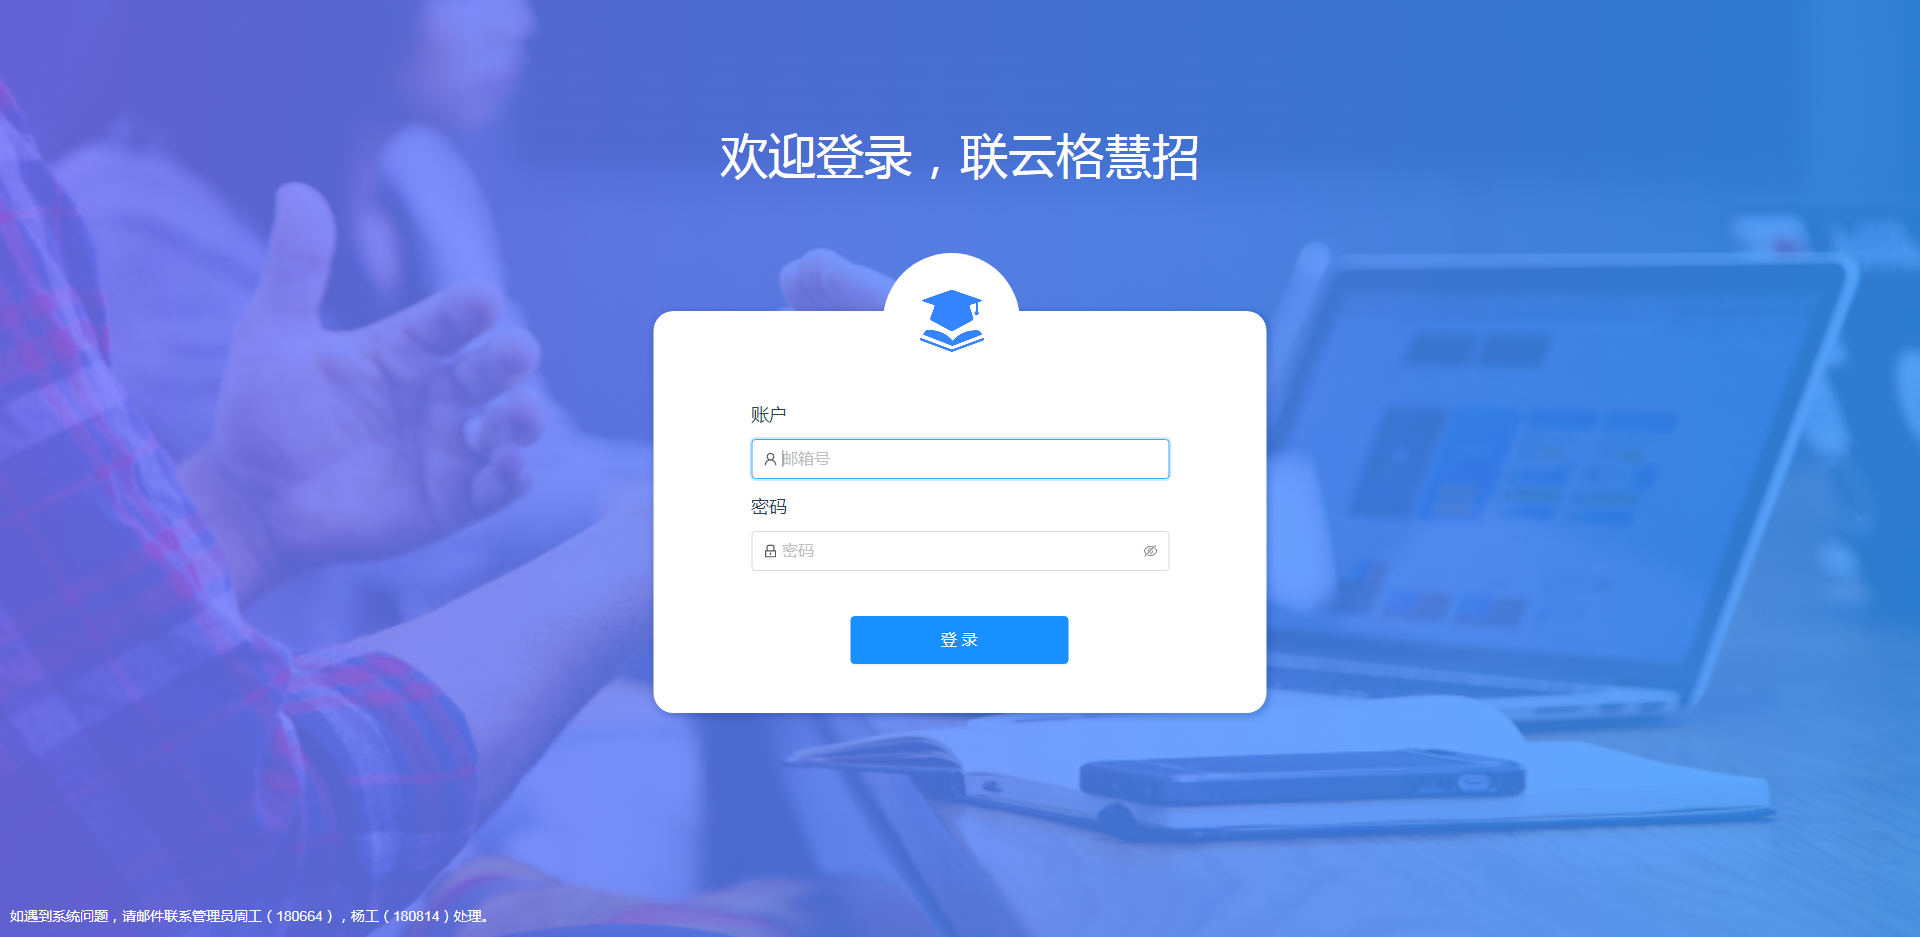 欢迎登录，联云格慧招
账户
邮箱号
密码
密码
登录
如遇到系统问题，请邮件联系管理员周工（180664），杨工（180814）处理。